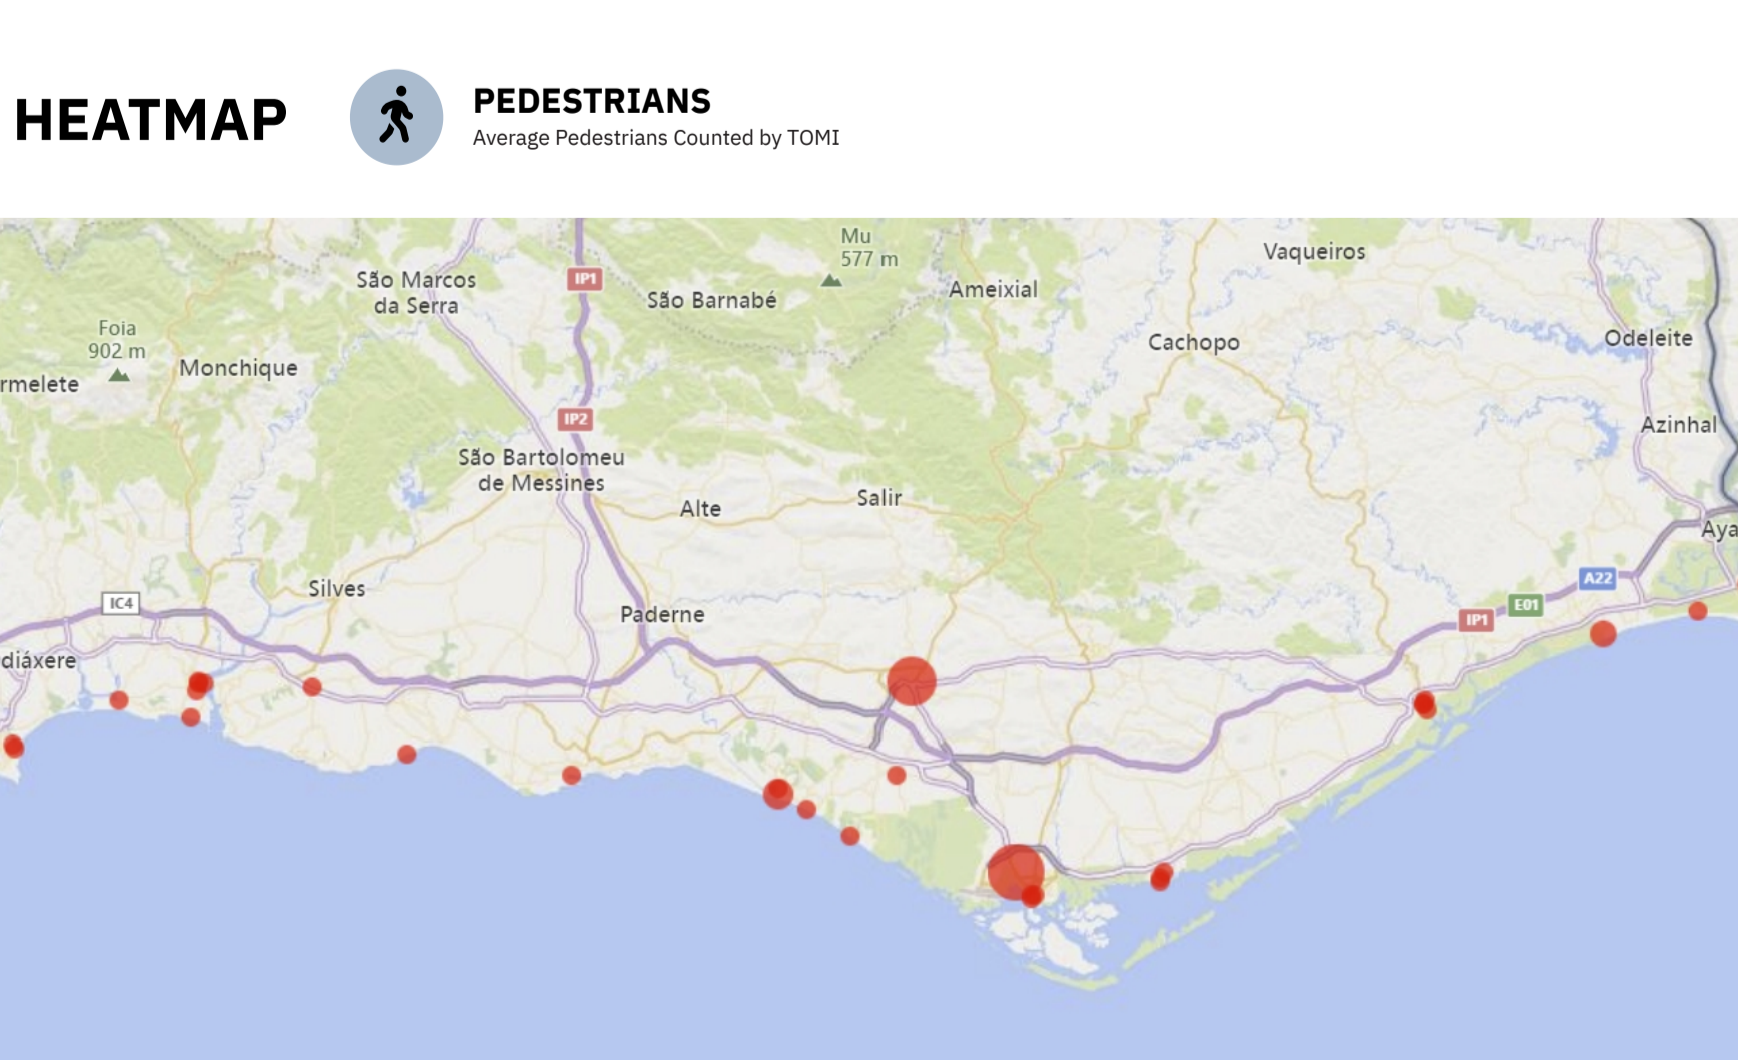 HEATMAP
PEDESTRIANS
Average Pedestrians Counted by TOMI
Mu
577 m
Vaqueiros
São Marcos
da Serra
IP1
São Barnabé
Ameixial
Foia
902 m
Monchique
Cachopo
Odeleite
rmelete
IP2
Azinhal
São Bartolomeu
de Messines
Alte
Salir
Aya
Silves
A22
IC4
Paderne
E01
IP1
diáxere